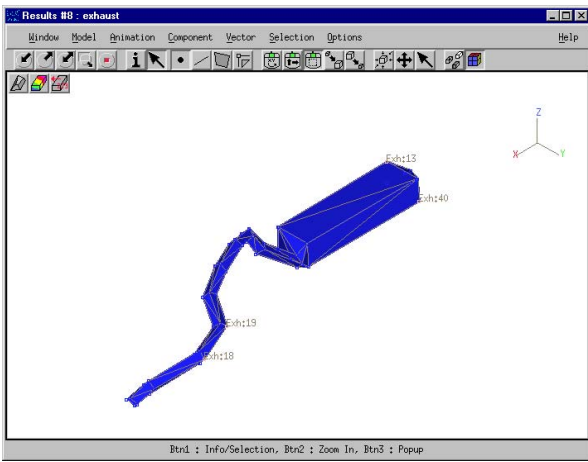 Results #8 : exhaust
Window Model Animation Component Vector Selection Options Help
i
Z
X Y
Exh:13
Exh:40
Exh:19
Exh:18
Btn1 : Info/Selection, Btn2 : Zoom In, Btn3 : Popup